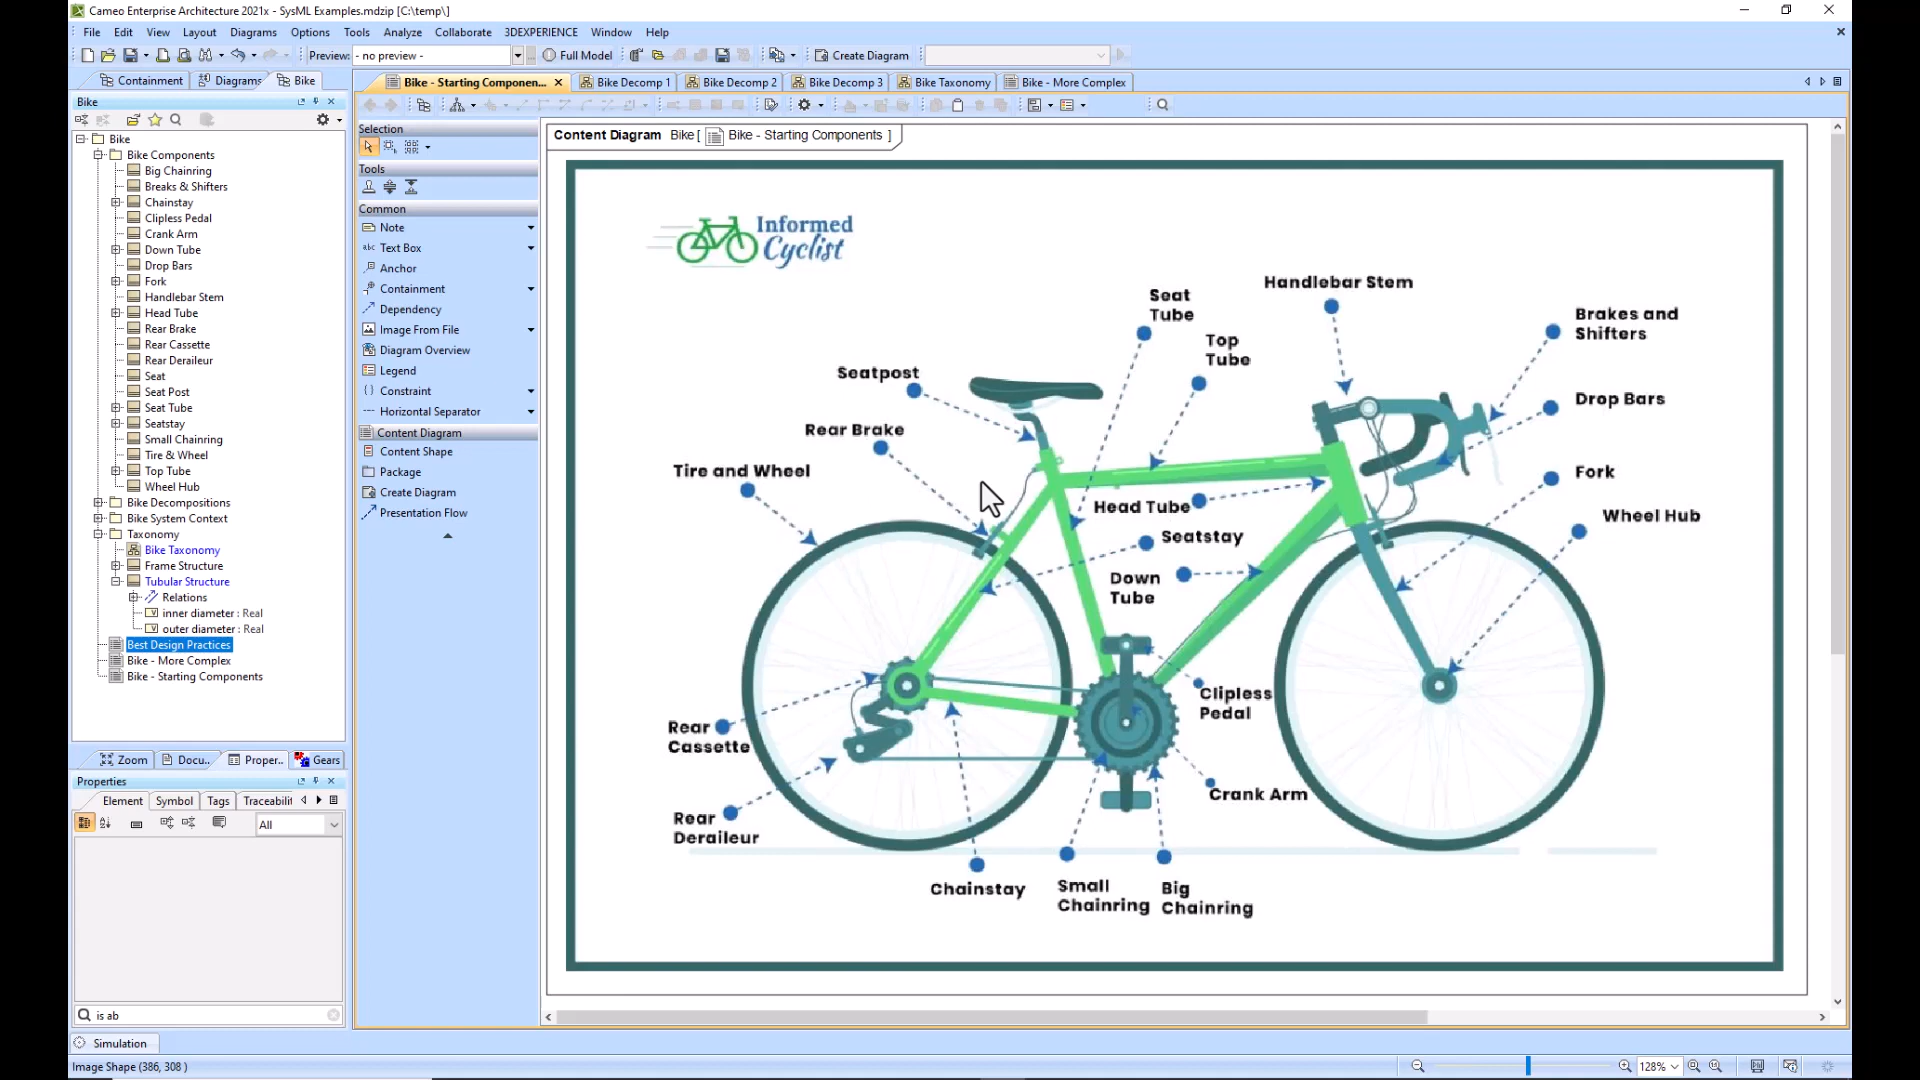 Cameo Enterprise Architecture 2021x - SysML Examples.mdzip [C:\temp\]
File Edit View Layout Diagrams Options Tools Analyze Collaborate 3DEXPERIENCE Window Help
Preview: - no preview - Full Model Create Diagram
Containment Diagrams Bike
Bike - Starting Componen... Bike Decomp 1 Bike Decomp 2 Bike Decomp 3 Bike Taxonomy Bike - More Complex
Bike
Bike
Bike Components
Big Chainring
Breaks & Shifters
Chainstay
Clipless Pedal
Crank Arm
Down Tube
Drop Bars
Fork
Handlebar Stem
Head Tube
Rear Brake
Rear Cassette
Rear Deraileur
Seat
Seat Post
Seat Tube
Seatstay
Small Chainring
Tire & Wheel
Top Tube
Wheel Hub
Bike Decompositions
Bike System Context
Taxonomy
Bike Taxonomy
Frame Structure
Tubular Structure
Relations
inner diameter : Real
outer diameter : Real
Best Design Practices
Bike - More Complex
Bike - Starting Components
Zoom Docu.. Proper.. Gears
Properties
Element Symbol Tags Traceabilit
All
is ab
Simulation
Image Shape (386, 308 )
Selection
Tools
Common
Note
abc Text Box
Anchor
Containment
Dependency
Image From File
Diagram Overview
Legend
{ } Constraint
Horizontal Separator
Content Diagram
Content Shape
Package
Create Diagram
Presentation Flow
Content Diagram Bike [ Bike - Starting Components ]
Informed
Cyclist
Seat
Tube
Handlebar Stem
Brakes and
Shifters
Top
Tube
Seatpost
Drop Bars
Rear Brake
Tire and Wheel
Fork
Head Tube
Wheel Hub
Seatstay
Down
Tube
Clipless
Pedal
Rear
Cassette
Crank Arm
Rear
Deraileur
Chainstay
Small
Chainring
Big
Chainring
128%